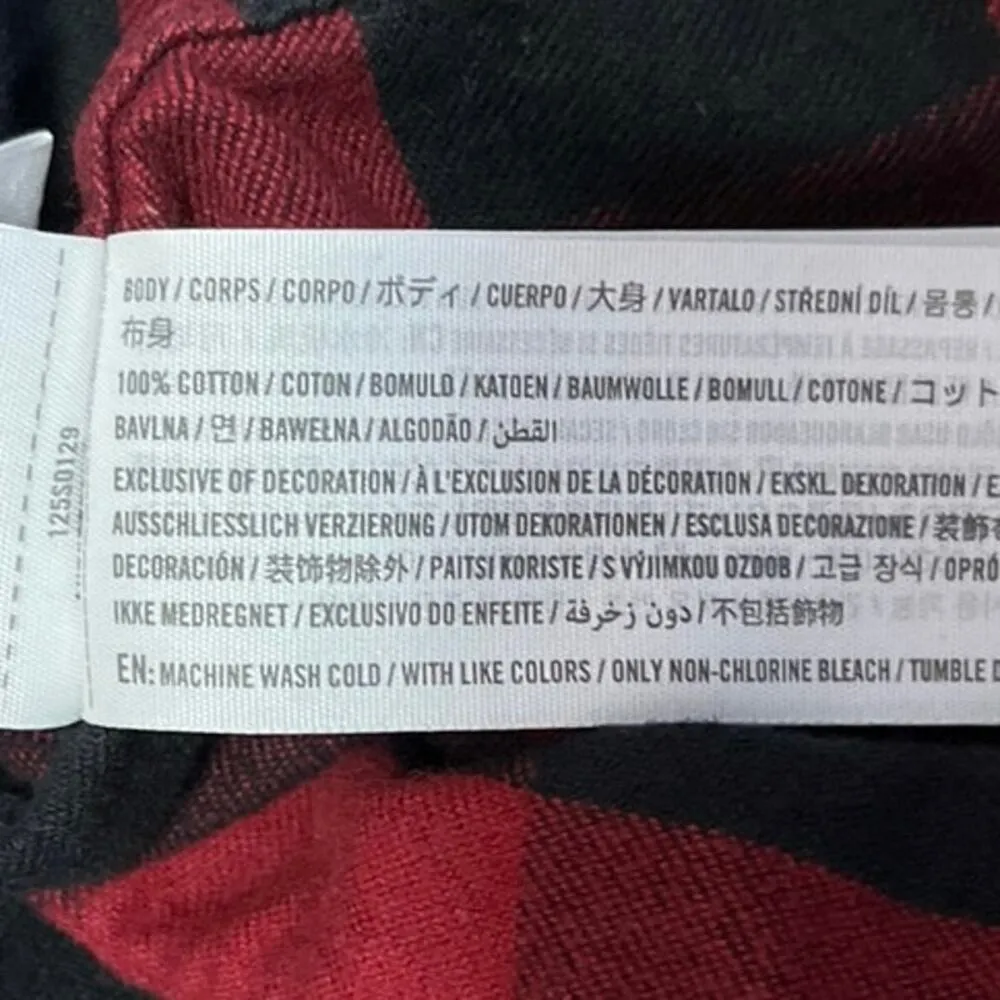 BODY / CORPS / CORPO / ボディ / CUERPO / 大身 / VARTALO / STŘEDNÍ DÍL / 몸통 /
布身
100% COTTON / COTON / BOMULD / KATOEN / BAUMWOLLE / BOMULL / COTONE / コット
BAVLNA / 면 / BAWEŁNA / ALGODÃO / القطن
EXCLUSIVE OF DECORATION / À L'EXCLUSION DE LA DÉCORATION / EKSKL. DEKORATION / E
AUSSCHLIESSLICH VERZIERUNG / UTOM DEKORATIONEN / ESCLUSA DECORAZIONE / 装飾
DECORACIÓN / 装饰物除外 / PAITSI KORISTE / S VÝJIMKOU OZDOB / 고급 장식 / OPRÓ
IKKE MEDREGNET / EXCLUSIVO DO ENFEITE / دون زخرفة / 不包括飾物
EN: MACHINE WASH COLD / WITH LIKE COLORS / ONLY NON-CHLORINE BLEACH / TUMBLE D
125S0129